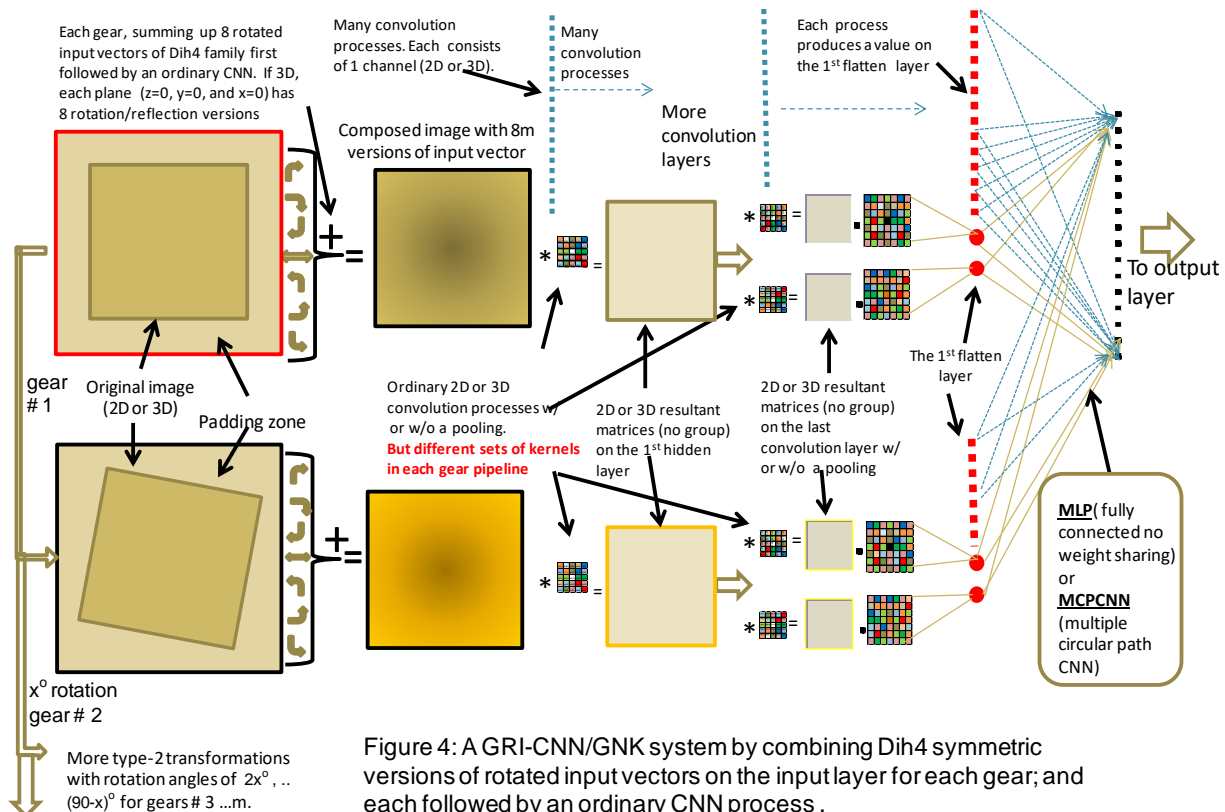 Each gear, summing up 8 rotated
input vectors of Dih4 family first
followed by an ordinary CNN. If 3D,
each plane (z=0, y=0, and x=0) has
8 rotation/reflection versions
Many convolution
processes. Each consists
of 1 channel (2D or 3D).
Many
convolution
processes
Each process
produces a value on
the 1st flatten layer
Composed image with 8m
versions of input vector
More
convolution
layers
+
=
*
=
*
=
.
*
=
.
To output
layer
gear
# 1
Original image
(2D or 3D)
Padding zone
Ordinary 2D or 3D
convolution processes w/
or w/o a pooling.
But different sets of kernels
in each gear pipeline
2D or 3D resultant
matrices (no group)
on the 1st hidden
layer
2D or 3D resultant
matrices (no group)
on the last
convolution layer w/
or w/o a pooling
The 1st flatten
layer
+
=
*
=
*
=
.
*
=
.
MLP( fully
connected no
weight sharing)
or
MCPCNN
(multiple
circular path
CNN)
xo rotation
gear # 2
More type-2 transformations
with rotation angles of 2xo , ..
(90-x)o for gears # 3 ...m.
Figure 4: A GRI-CNN/GNK system by combining Dih4 symmetric
versions of rotated input vectors on the input layer for each gear; and
each followed by an ordinary CNN process .